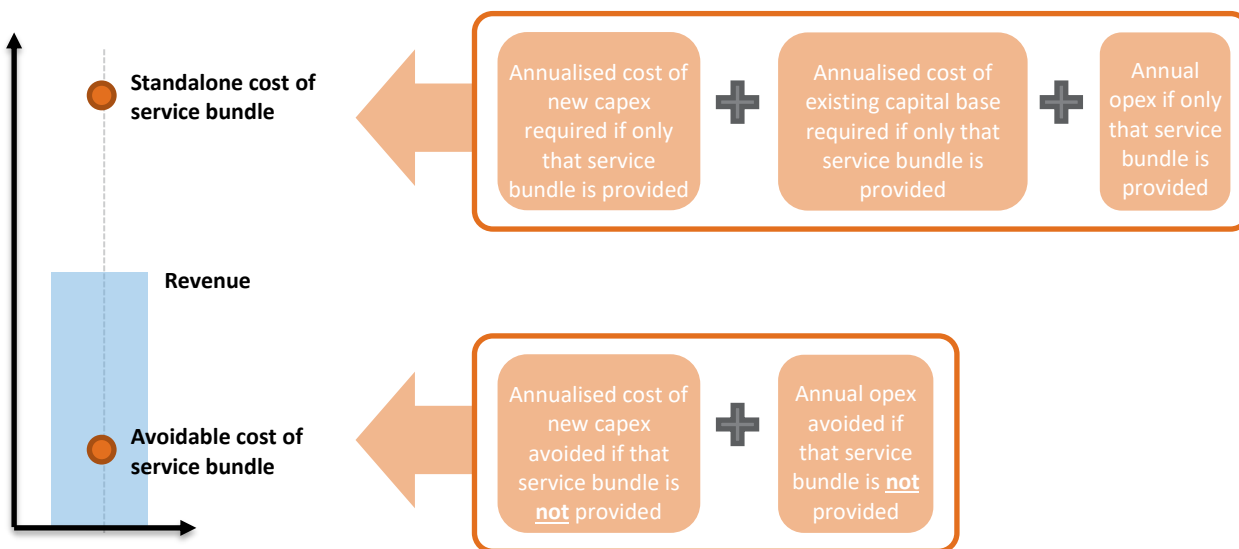 Standalone cost of
service bundle
Annualised cost of
new capex
required if only
that service
bundle is provided
Annualised cost of
existing capital base
required if only that
service bundle is
provided
Annual
opex if only
that service
bundle is
provided
Revenue
Avoidable cost of
service bundle
Annualised cost of
new capex
avoided if that
service bundle is
not provided
Annual opex
avoided if
that service
bundle is not
provided